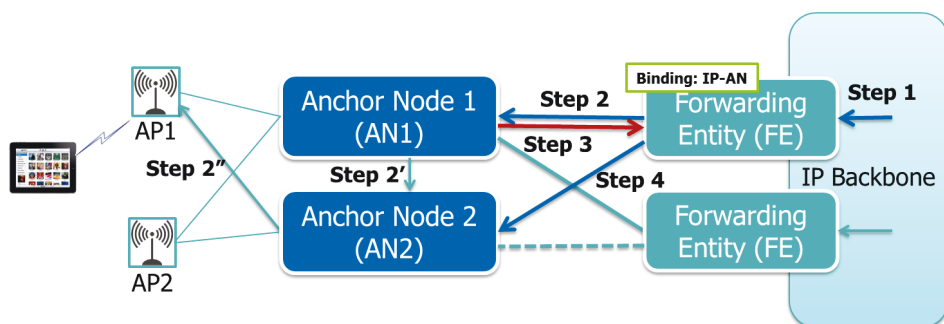 Binding: IP-AN
Anchor Node 1
(AN1)
Step 2
Forwarding
Entity (FE)
Step 1
AP1
Step 3
Step 2"
Step 2'
Step 4
IP Backbone
Anchor Node 2
(AN2)
Forwarding
Entity (FE)
AP2